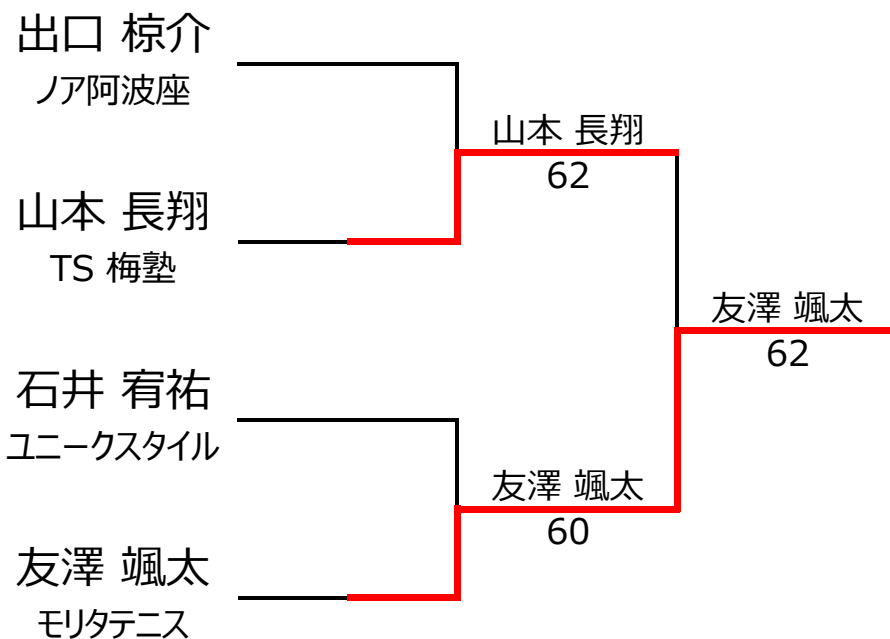 出口 椋介
ノア阿波座
山本 長翔
62
山本 長翔
TS 梅塾
友澤 颯太
62
石井 宥祐
ユニークスタイル
友澤 颯太
60
友澤 颯太
モリタテニス